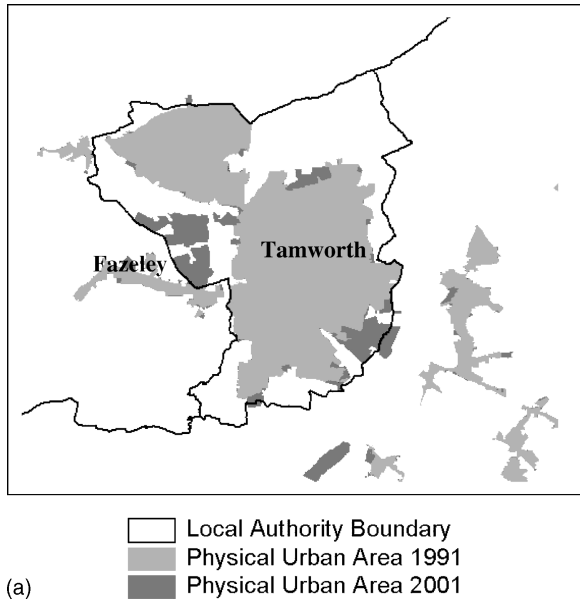 Tamworth
Fazeley
Local Authority Boundary
Physical Urban Area 1991
Physical Urban Area 2001
(a)